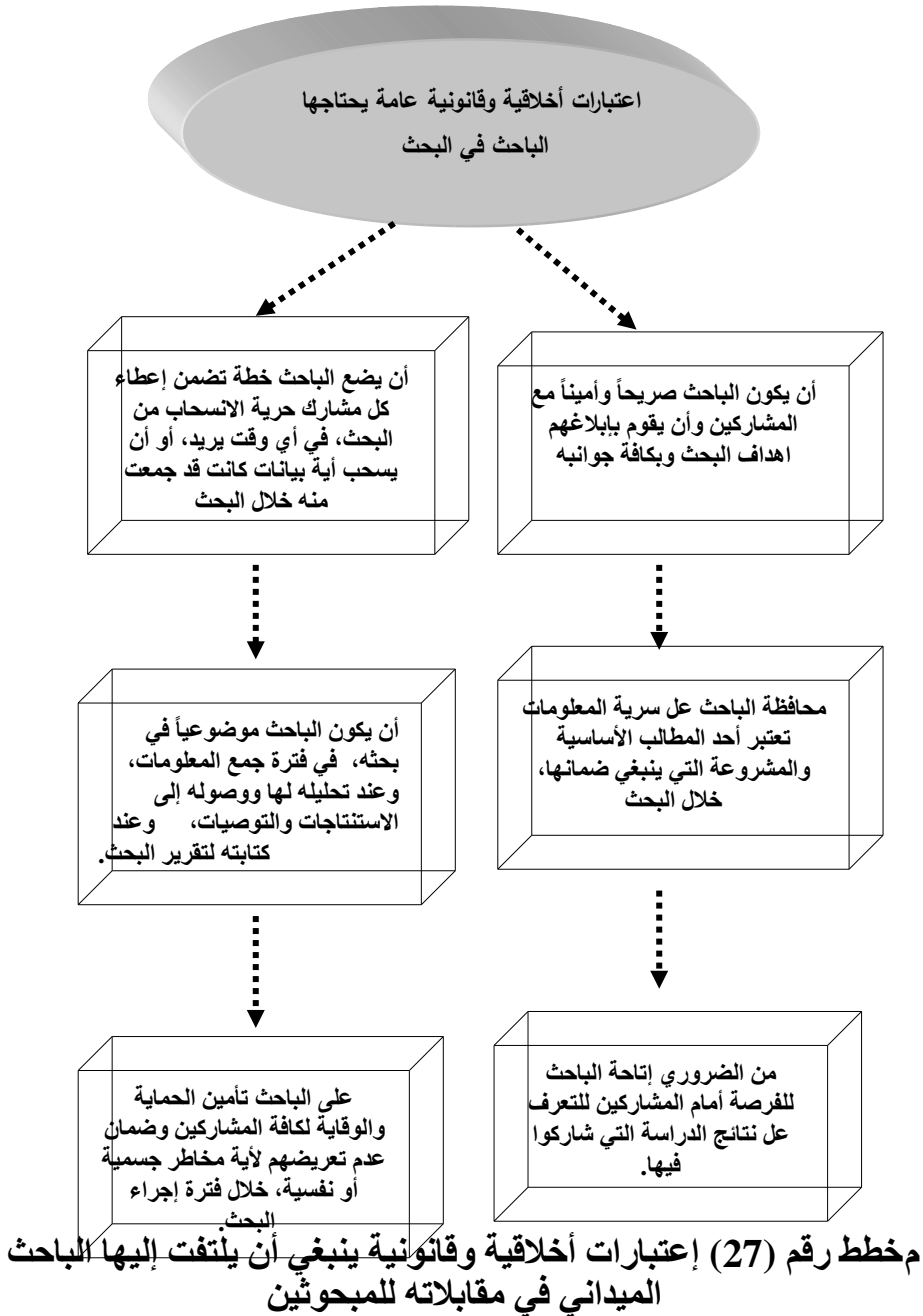 اعتبارات أخلاقية وقانونية عامة يحتاجها
الباحث في البحث
أن يكون الباحث صريحاً وأميناً مع
المشاركين وأن يقوم بإبلاغهم
اهداف البحث وبكافة جوانبه
أن يضع الباحث خطة تضمن إعطاء
كل مشارك حرية الانسحاب من
البحث، في أي وقت يريد، أو أن
يسحب أية بيانات كانت قد جمعت
منه خلال البحث
محافظة الباحث عل سرية المعلومات
تعتبر أحد المطالب الأساسية
والمشروعة التي ينبغي ضمانها،
خلال البحث
أن يكون الباحث موضوعياً في
بحثه، في فترة جمع المعلومات،
وعند تحليله لها ووصوله إلى
الاستنتاجات والتوصيات، وعند
كتابته لتقرير البحث.
من الضروري إتاحة الباحث
للفرصة أمام المشاركين للتعرف
عل نتائج الدراسة التي شاركوا
فيها.
على الباحث تأمين الحماية
والوقاية لكافة المشاركين وضمان
عدم تعريضهم لأية مخاطر جسمية
أو نفسية، خلال فترة إجراء
البحث.
مخطط رقم (27) إعتبارات أخلاقية وقانونية ينبغي أن يلتفت إليها الباحث
الميداني في مقابلاته للمبحوثين